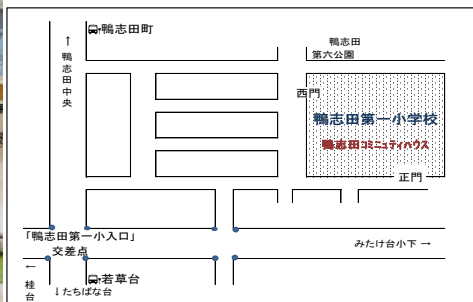 鴨志田町
↑
鴨志田中央
鴨志田
第六公園
西門
鴨志田第一小学校
鴨志田コミュニティハウス
正門
「鴨志田第一小入口」
交差点
みたけ台小下 →
←
桂台
若草台
↓たちばな台